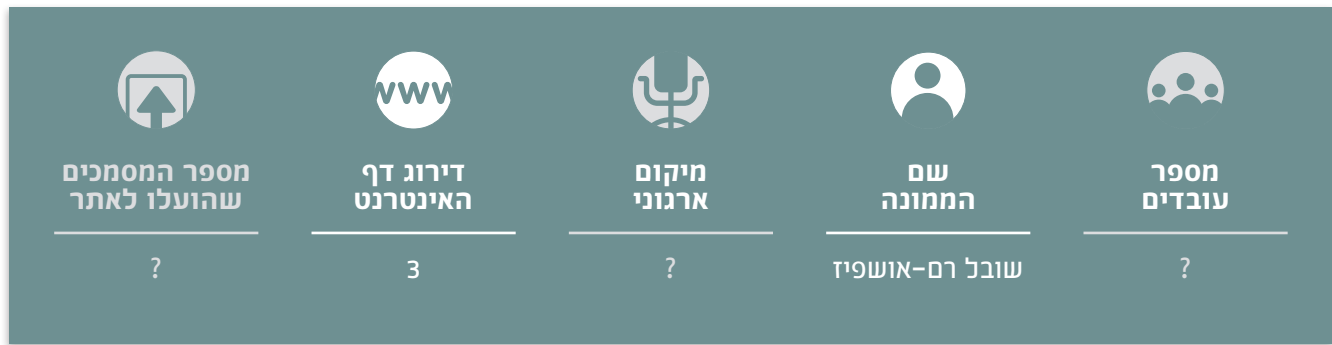 מספר
עובדים
?
שם
הממונה
שובל רם-אושפיז
מיקום
ארגוני
?
www
דירוג דף
האינטרנט
3
מספר המסמכים
שהועלו לאתר
?